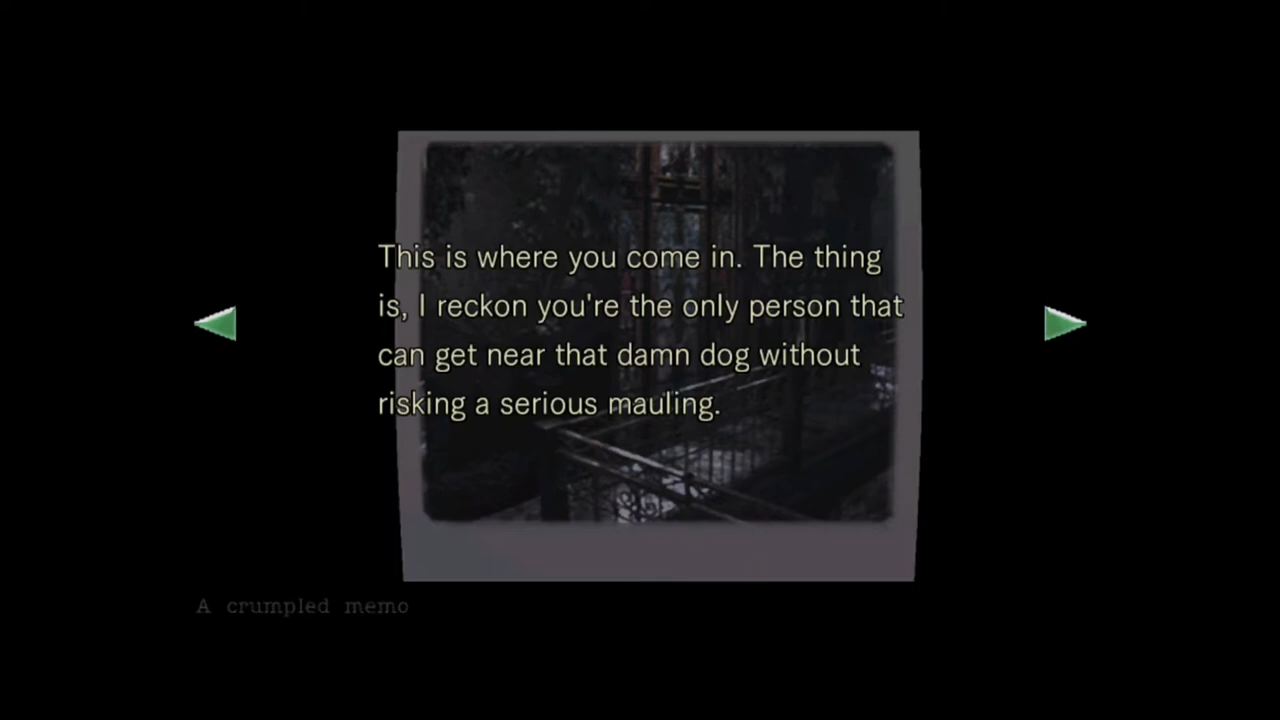 This is where you come in. The thing
is, I reckon you're the only person that
can get near that damn dog without
risking a serious mauling.
A crumpled memo